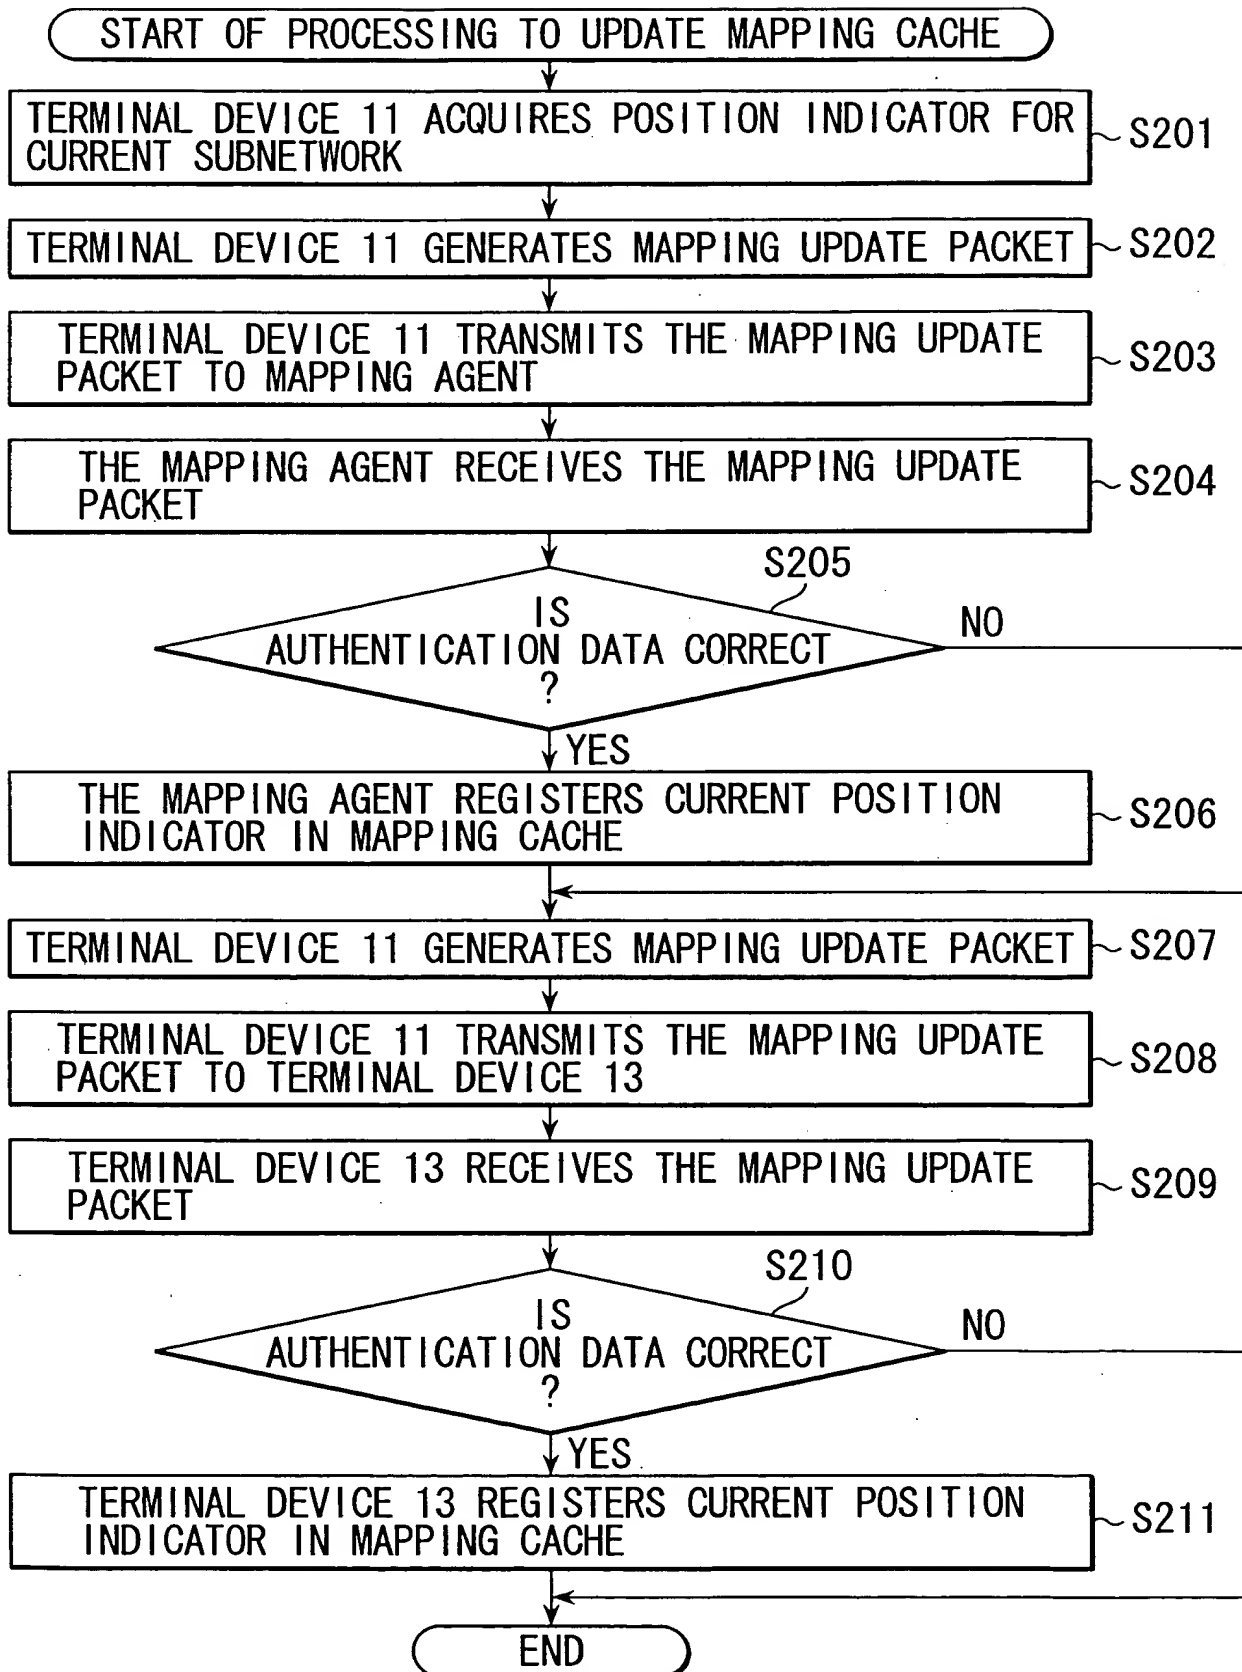 START OF PROCESSING TO UPDATE MAPPING CACHE
TERMINAL DEVICE 11 ACQUIRES POSITION INDICATOR FOR
CURRENT SUBNETWORK
S201
TERMINAL DEVICE 11 GENERATES MAPPING UPDATE PACKET
S202
TERMINAL DEVICE 11 TRANSMITS THE MAPPING UPDATE
PACKET TO MAPPING AGENT
S203
THE MAPPING AGENT RECEIVES THE MAPPING UPDATE
PACKET
S204
S205
IS
AUTHENTICATION DATA CORRECT
?
NO
YES
THE MAPPING AGENT REGISTERS CURRENT POSITION
INDICATOR IN MAPPING CACHE
S206
TERMINAL DEVICE 11 GENERATES MAPPING UPDATE PACKET
S207
TERMINAL DEVICE 11 TRANSMITS THE MAPPING UPDATE
PACKET TO TERMINAL DEVICE 13
S208
TERMINAL DEVICE 13 RECEIVES THE MAPPING UPDATE
PACKET
S209
S210
IS
AUTHENTICATION DATA CORRECT
?
NO
YES
TERMINAL DEVICE 13 REGISTERS CURRENT POSITION
INDICATOR IN MAPPING CACHE
S211
END